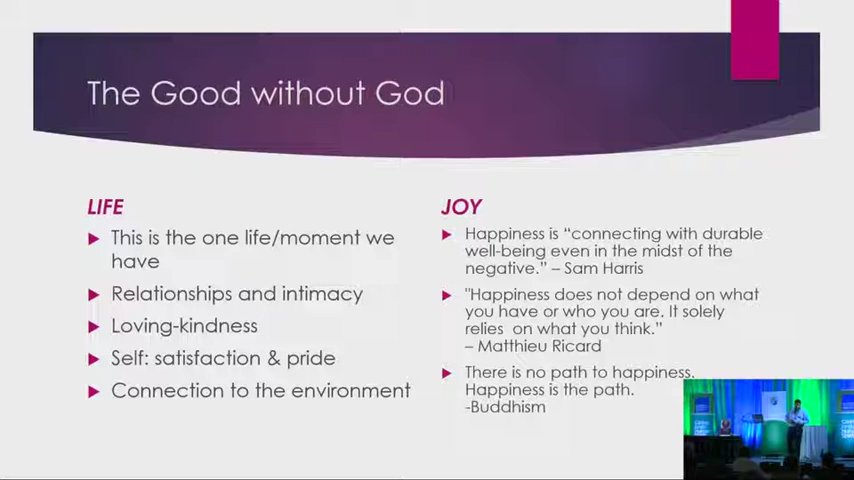 The Good without God
LIFE
This is the one life/moment we
have
Relationships and intimacy
Loving-kindness
Self: satisfaction & pride
Connection to the environment
JOY
Happiness is “connecting with durable
well-being even in the midst of the
negative.” – Sam Harris
"Happiness does not depend on what
you have or who you are. It solely
relies on what you think.”
– Matthieu Ricard
There is no path to happiness.
Happiness is the path.
-Buddhism